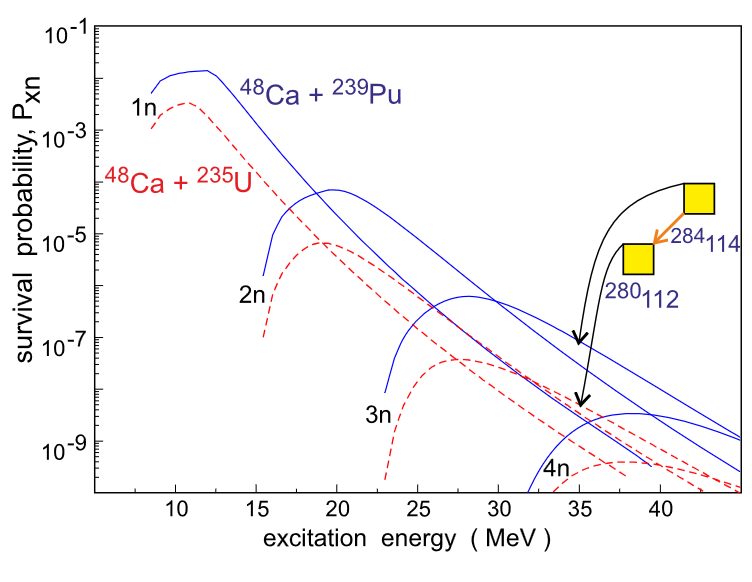 10⁻¹
10⁻³
10⁻⁵
10⁻⁷
10⁻⁹
survival probability, Pxn
⁴⁸Ca + ²³⁹Pu
1n
⁴⁸Ca + ²³⁵U
²⁸⁴114
²⁸⁰112
2n
3n
4n
10 15 20 25 30 35 40
excitation energy ( MeV )